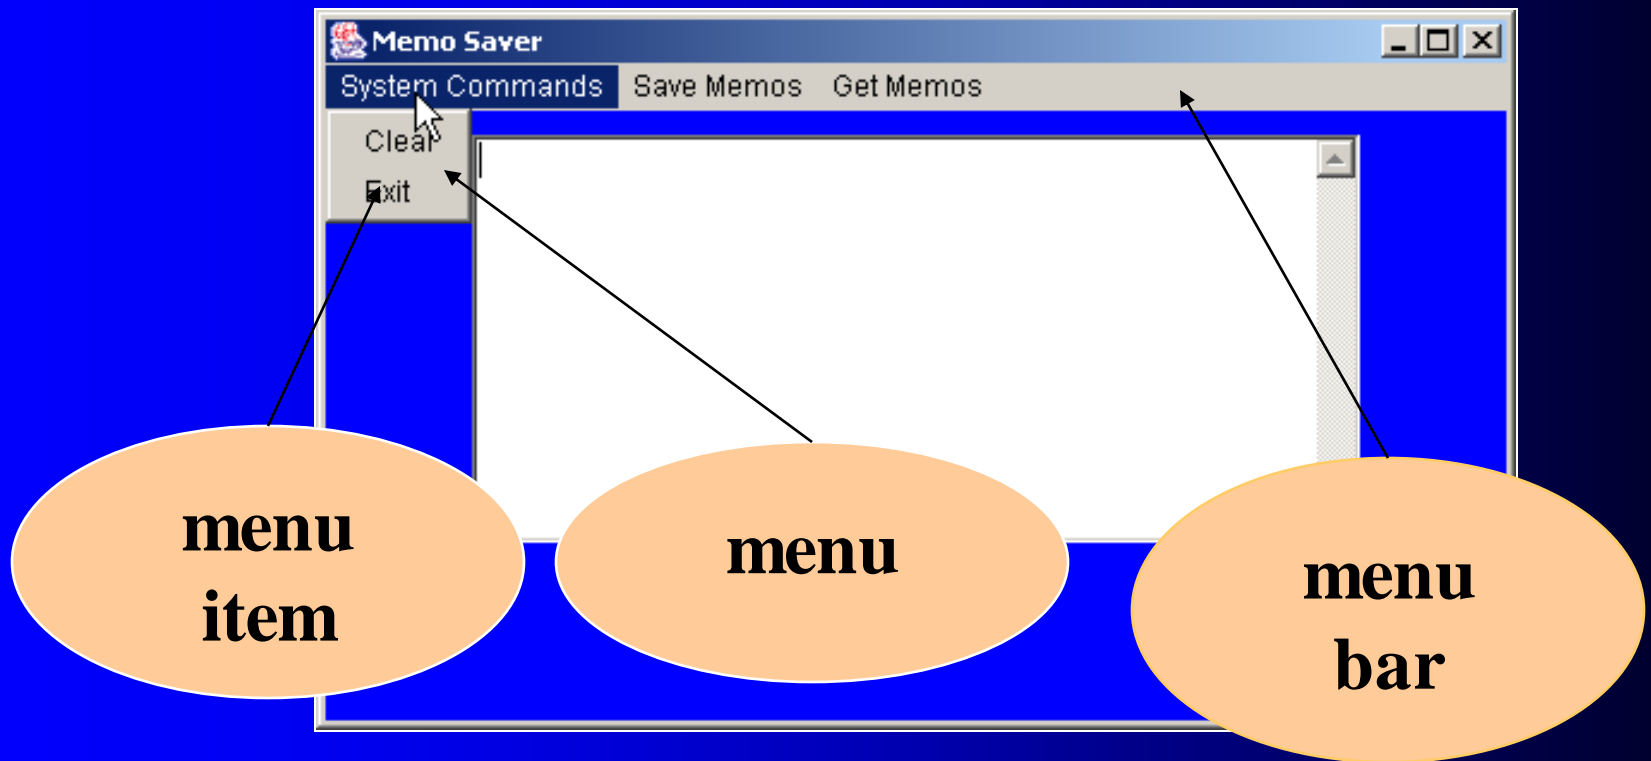 Memo Saver
System Commands Save Memos Get Memos
Clear
Exit
menu
item
menu
menu
bar